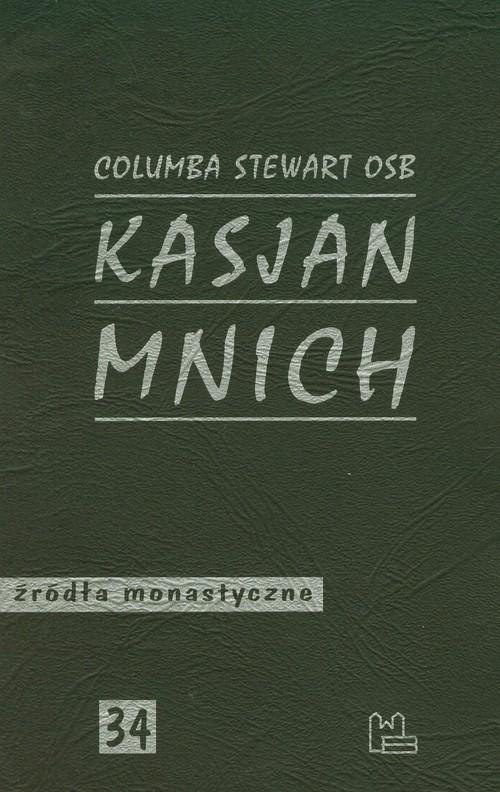 COLUMBA STEWART OSB
KASJAN
MNICH
źródła monastyczne
34